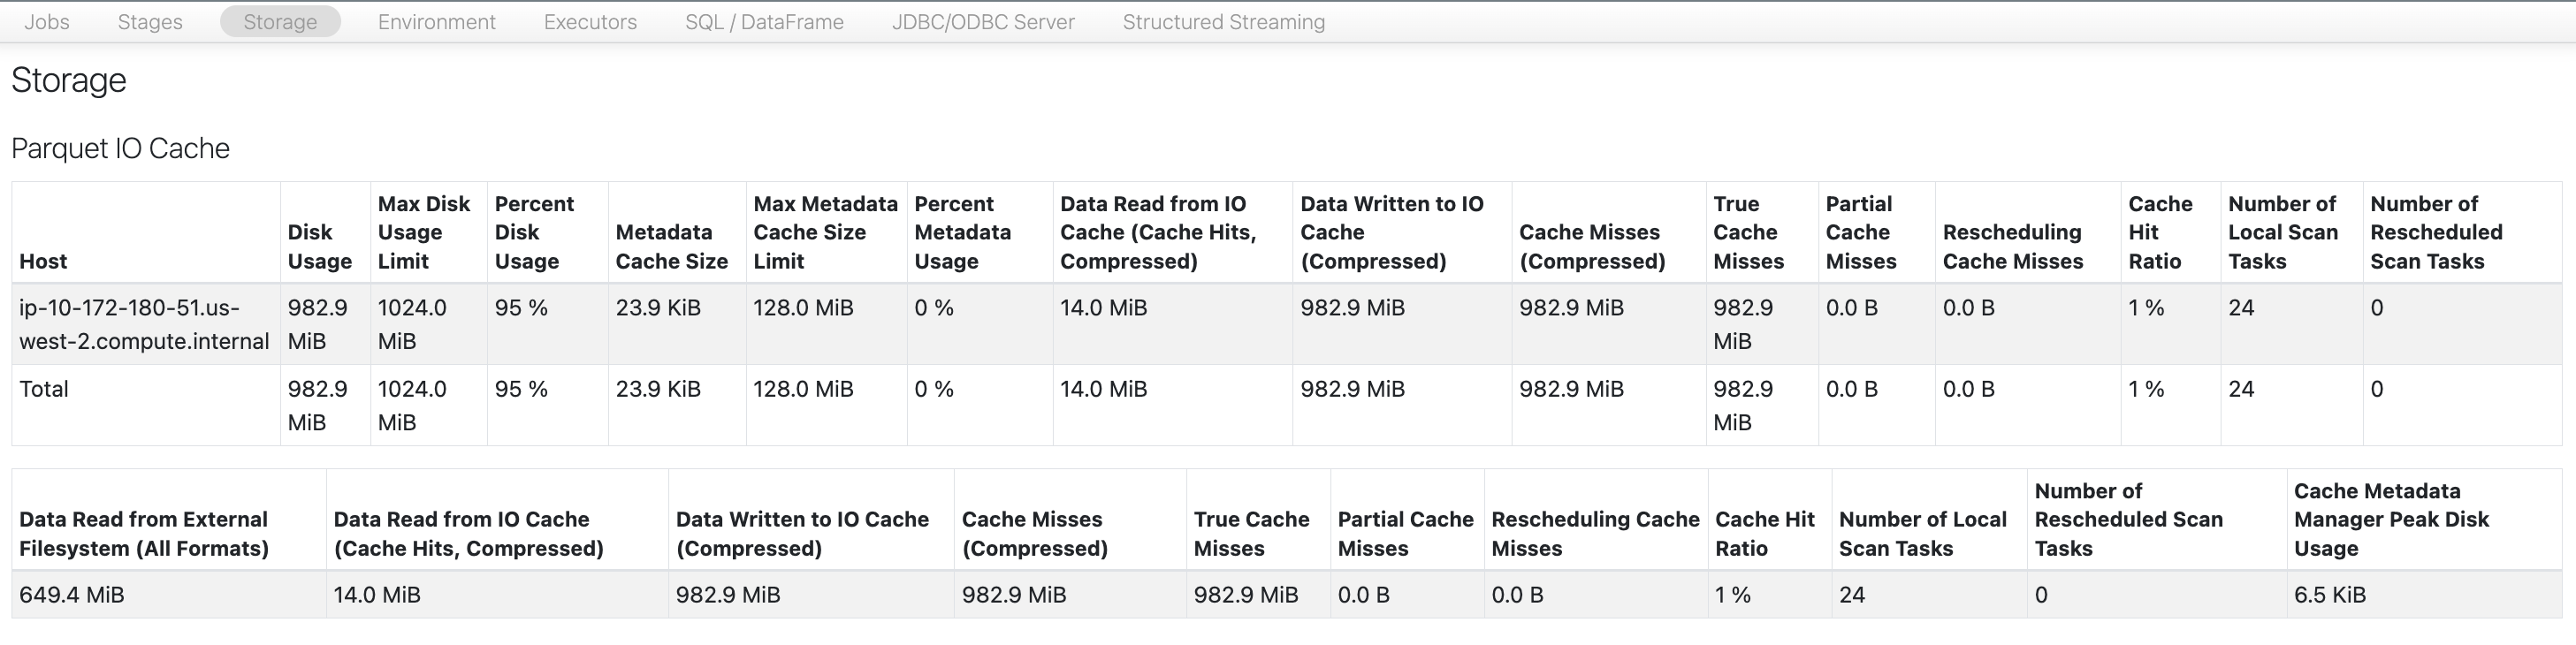 Jobs Stages Storage Environment Executors SQL / DataFrame JDBC/ODBC Server Structured Streaming
Storage
Parquet IO Cache
Host
Disk
Usage
Max Disk
Usage
Limit
Percent
Disk
Usage
Metadata
Cache Size
Max Metadata
Cache Size
Limit
Percent
Metadata
Usage
Data Read from IO
Cache (Cache Hits,
Compressed)
Data Written to IO
Cache
(Compressed)
Cache Misses
(Compressed)
True
Cache
Misses
Partial
Cache
Misses
Rescheduling
Cache Misses
Cache
Hit
Ratio
Number of
Local Scan
Tasks
Number of
Rescheduled
Scan Tasks
ip-10-172-180-51.us-
west-2.compute.internal
982.9
MiB
1024.0
MiB
95 %
23.9 KiB
128.0 MiB
0 %
14.0 MiB
982.9 MiB
982.9 MiB
982.9
MiB
0.0 B
0.0 B
1 %
24
0
Total
982.9
MiB
1024.0
MiB
95 %
23.9 KiB
128.0 MiB
0 %
14.0 MiB
982.9 MiB
982.9 MiB
982.9
MiB
0.0 B
0.0 B
1 %
24
0
Data Read from External
Filesystem (All Formats)
Data Read from IO Cache
(Cache Hits, Compressed)
Data Written to IO Cache
(Compressed)
Cache Misses
(Compressed)
True Cache
Misses
Partial Cache
Misses
Rescheduling Cache
Misses
Cache Hit
Ratio
Number of Local
Scan Tasks
Number of
Rescheduled Scan
Tasks
Cache Metadata
Manager Peak Disk
Usage
649.4 MiB
14.0 MiB
982.9 MiB
982.9 MiB
982.9 MiB
0.0 B
0.0 B
1 %
24
0
6.5 KiB